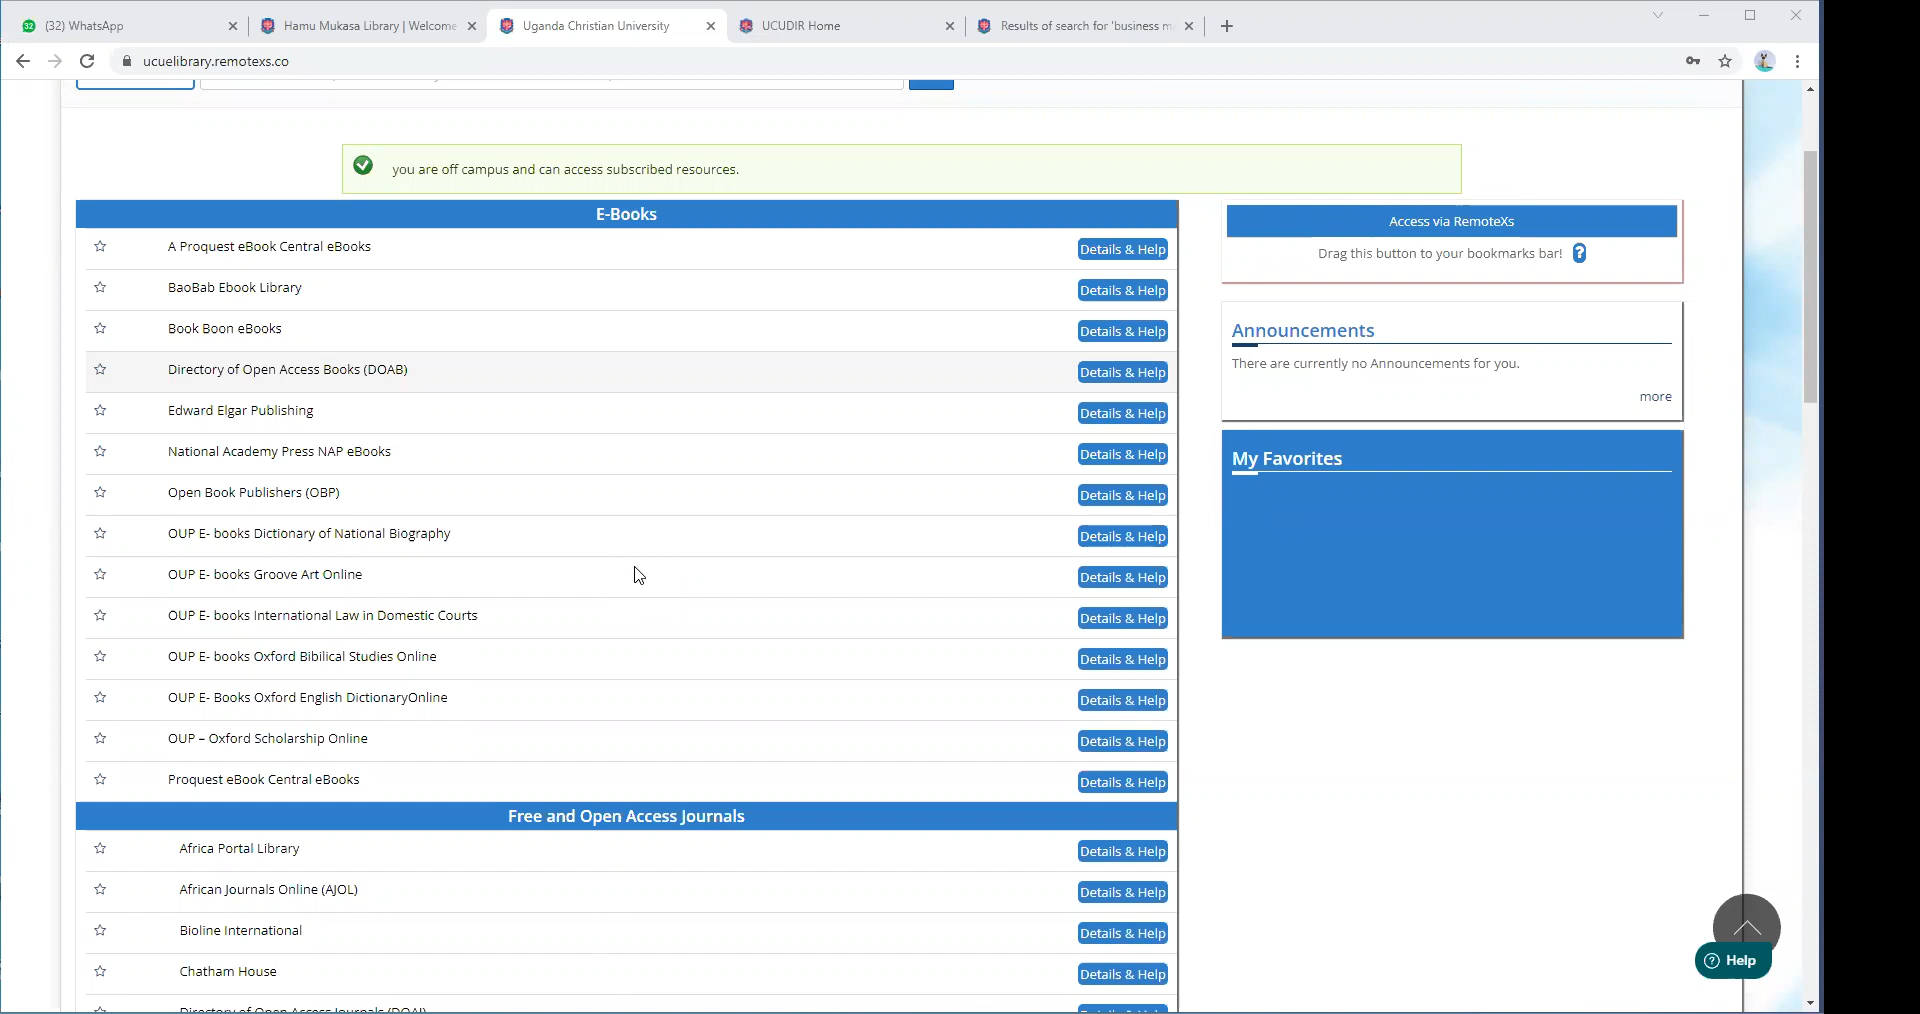 32
(32) WhatsApp
Hamu Mukasa Library | Welcome
Uganda Christian University
UCUDIR Home
Results of search for 'business m
ucuelibrary.remotexs.co
you are off campus and can access subscribed resources.
E-Books
A Proquest eBook Central eBooks
Details & Help
BaoBab Ebook Library
Details & Help
Book Boon eBooks
Details & Help
Directory of Open Access Books (DOAB)
Details & Help
Edward Elgar Publishing
Details & Help
National Academy Press NAP eBooks
Details & Help
Open Book Publishers (OBP)
Details & Help
OUP E- books Dictionary of National Biography
Details & Help
OUP E- books Groove Art Online
Details & Help
OUP E- books International Law in Domestic Courts
Details & Help
OUP E- books Oxford Bibilical Studies Online
Details & Help
OUP E- Books Oxford English DictionaryOnline
Details & Help
OUP – Oxford Scholarship Online
Details & Help
Proquest eBook Central eBooks
Details & Help
Free and Open Access Journals
Africa Portal Library
Details & Help
African Journals Online (AJOL)
Details & Help
Bioline International
Details & Help
Chatham House
Details & Help
Directory of Open Access Journals (DOAJ)
Access via RemoteXs
Drag this button to your bookmarks bar! ?
Announcements
There are currently no Announcements for you.
more
My Favorites
? Help